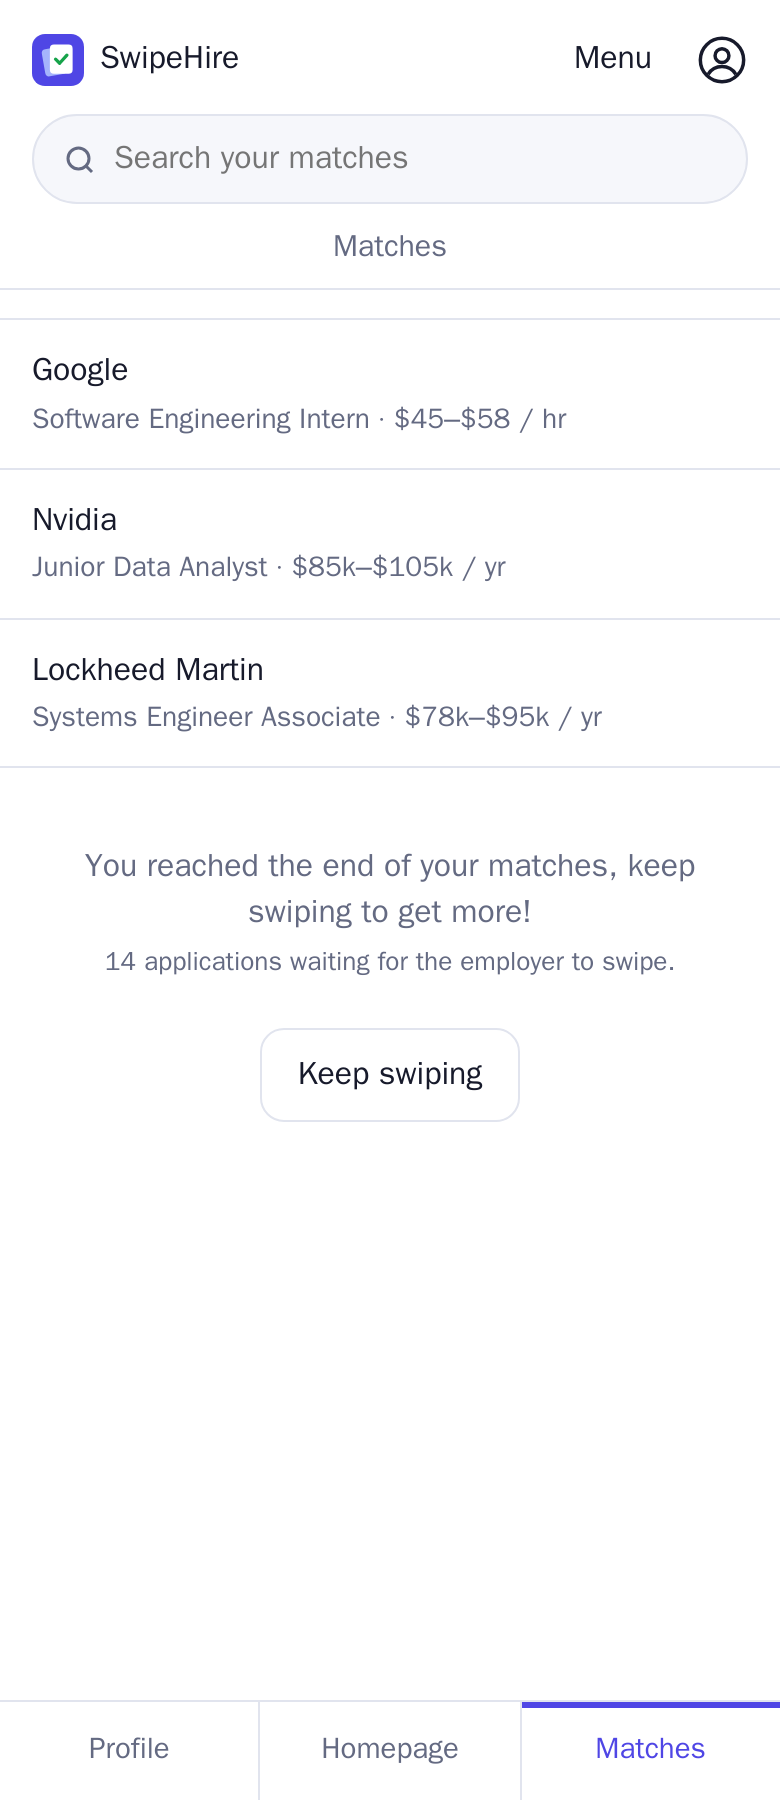 SwipeHire
Menu
Search your matches
Matches
Google
Software Engineering Intern · $45–$58 / hr
Nvidia
Junior Data Analyst · $85k–$105k / yr
Lockheed Martin
Systems Engineer Associate · $78k–$95k / yr
You reached the end of your matches, keep
swiping to get more!
14 applications waiting for the employer to swipe.
Keep swiping
Profile
Homepage
Matches